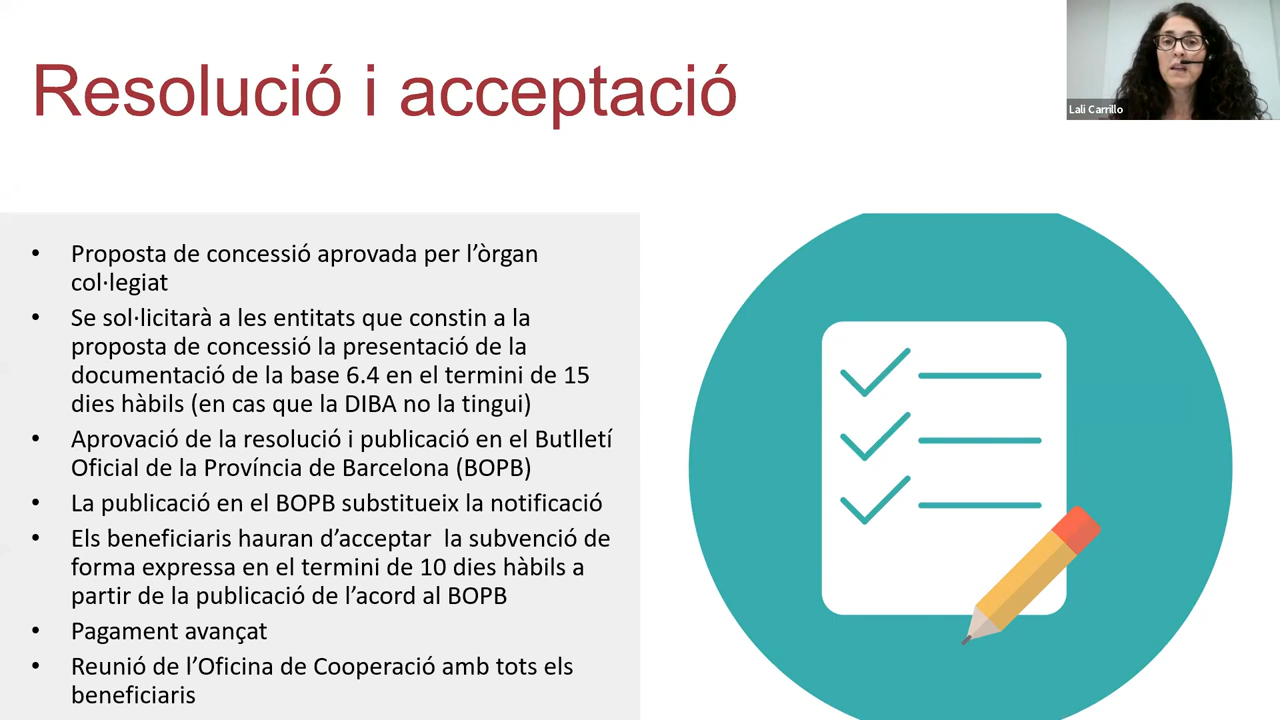 Resolució i acceptació
Lali Carrillo
• Proposta de concessió aprovada per l’òrgan
col·legiat
• Se sol·licitarà a les entitats que constin a la
proposta de concessió la presentació de la
documentació de la base 6.4 en el termini de 15
dies hàbils (en cas que la DIBA no la tingui)
• Aprovació de la resolució i publicació en el Butlletí
Oficial de la Província de Barcelona (BOPB)
• La publicació en el BOPB substitueix la notificació
• Els beneficiaris hauran d’acceptar  la subvenció de
forma expressa en el termini de 10 dies hàbils a
partir de la publicació de l’acord al BOPB
• Pagament avançat
• Reunió de l’Oficina de Cooperació amb tots els
beneficiaris